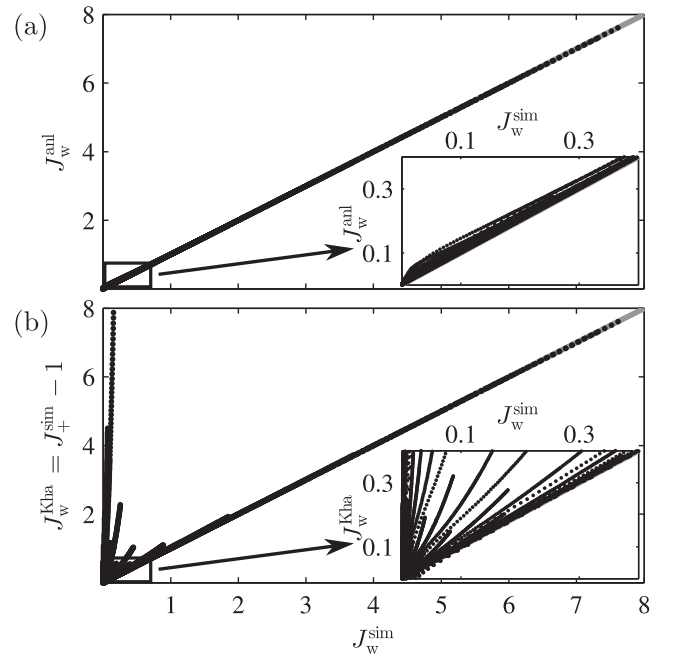 (a)
8
6
4
2
J_w^anl
J_w^sim
0.1 0.3
0.3
0.1
J_w^anl
(b)
8
6
4
2
J_w^Kha = J_+^sim − 1
J_w^sim
0.1 0.3
0.3
0.1
J_w^Kha
1 2 3 4 5 6 7 8
J_w^sim